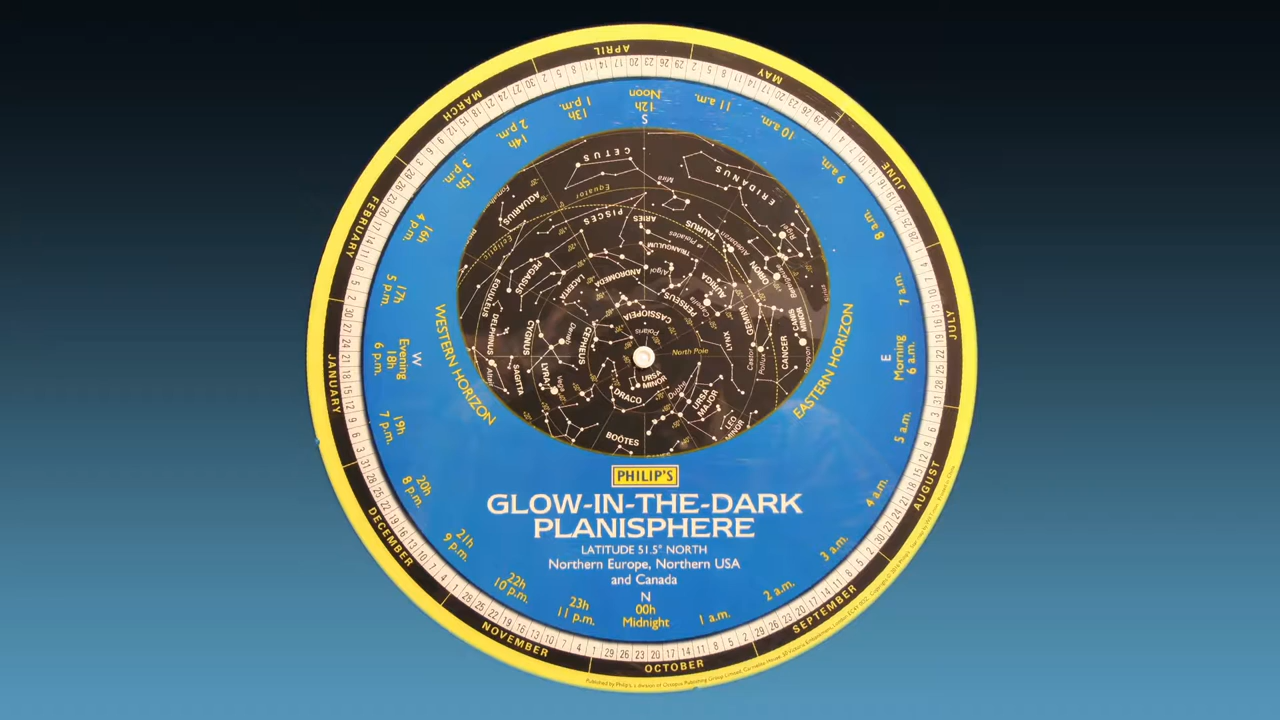 APRIL
MAY
JUNE
JULY
AUGUST
SEPTEMBER
OCTOBER
NOVEMBER
DECEMBER
JANUARY
FEBRUARY
MARCH
12h
Noon
S
11 a.m.
10 a.m.
9 a.m.
8 a.m.
7 a.m.
E
Morning
6 a.m.
5 a.m.
4 a.m.
3 a.m.
2 a.m.
1 a.m.
N
00h
Midnight
23h
11 p.m.
22h
10 p.m.
21h
9 p.m.
20h
8 p.m.
19h
7 p.m.
W
Evening
18h
6 p.m.
17h
5 p.m.
16h
4 p.m.
15h
3 p.m.
14h
2 p.m.
13h
1 p.m.
WESTERN HORIZON
EASTERN HORIZON
CETUS
Mira
ERIDANUS
Equator
AQUARIUS
PISCES
ARIES
TAURUS
Aldebaran
Pleiades
Ecliptic
TRIANGULUM
ORION
PEGASUS
ANDROMEDA
Algol
AURIGA
Capella
LACERTA
PERSEUS
EQUULEUS
CASSIOPEIA
GEMINI
CANIS
MINOR
DELPHINUS
CYGNUS
Deneb
CEPHEUS
Polaris
LYNX
CANCER
North Pole
Castor
Pollux
Procyon
SAGITTA
LYRA
Vega
URSA
MINOR
DRACO
Dubhe
URSA
MAJOR
LEO
MINOR
BOÖTES
PHILIP'S
GLOW-IN-THE-DARK
PLANISPHERE
LATITUDE 51.5° NORTH
Northern Europe, Northern USA
and Canada